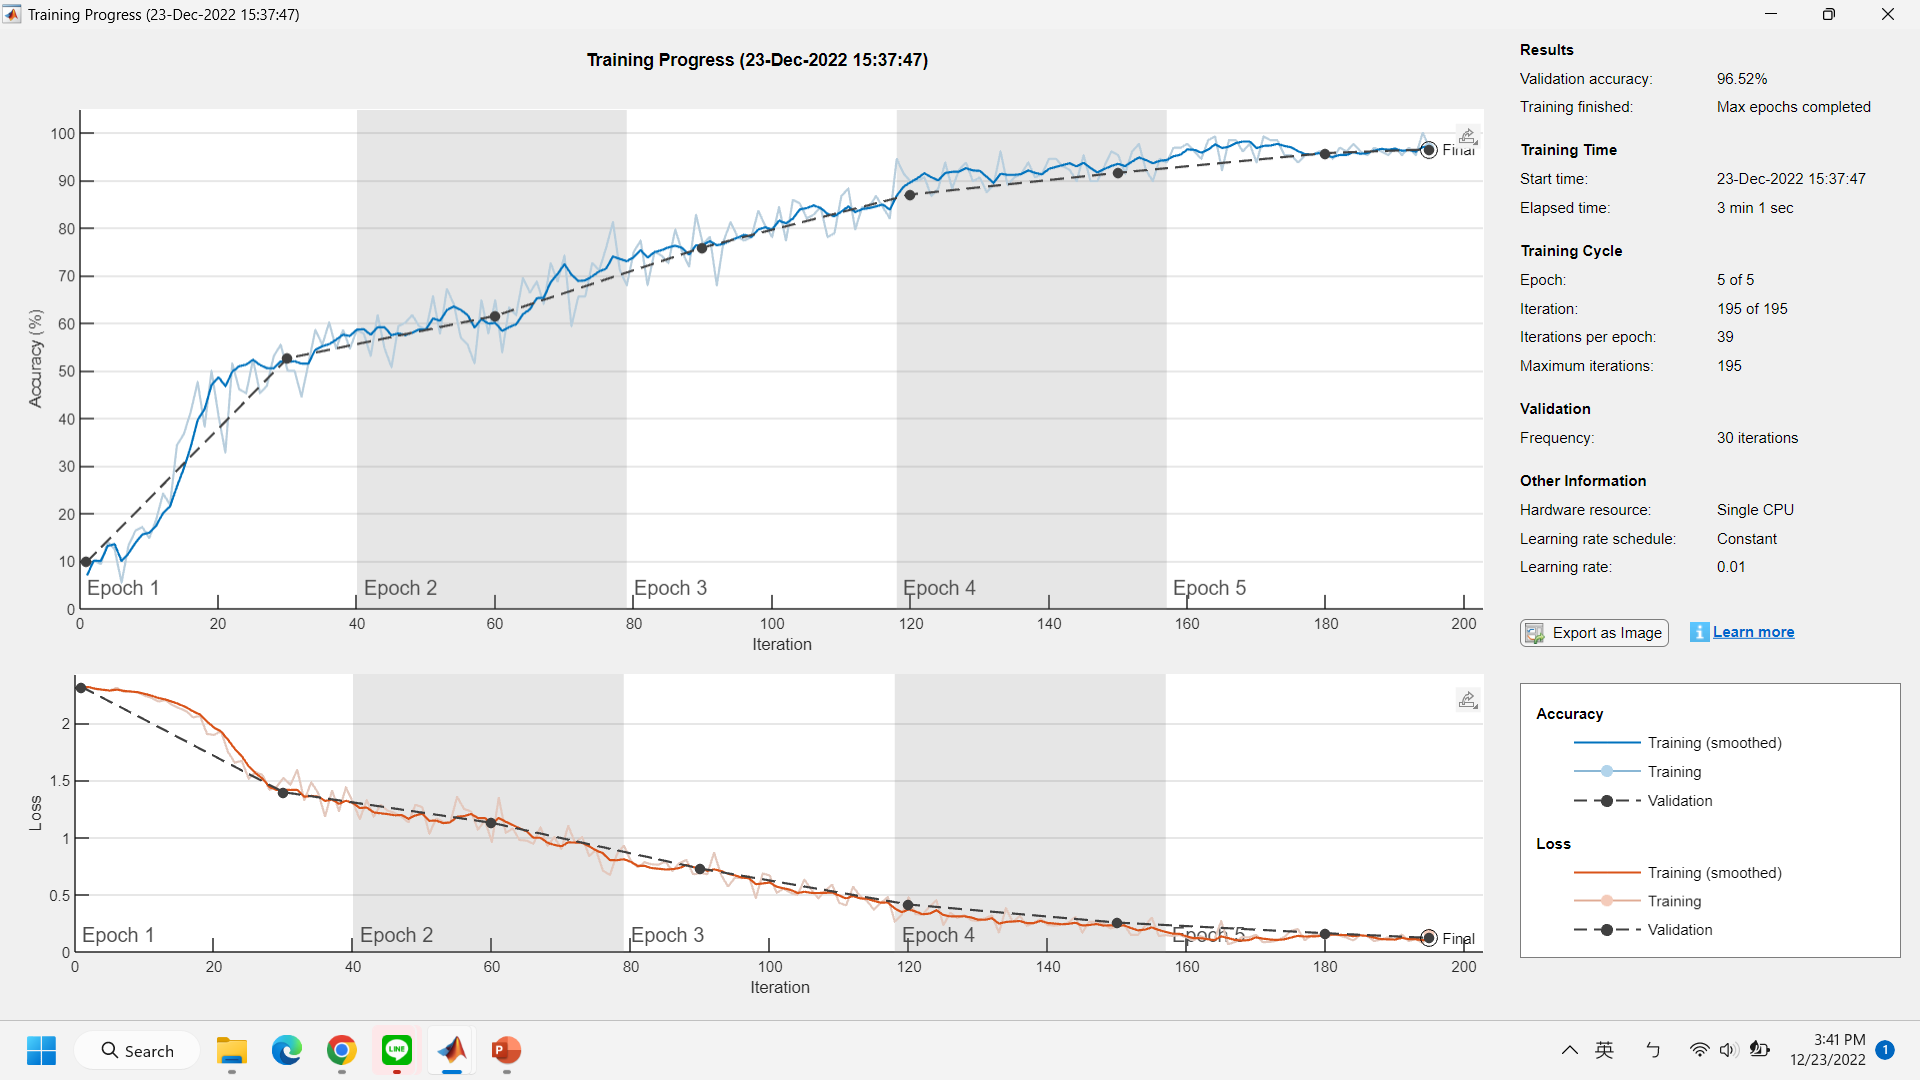 Training Progress (23-Dec-2022 15:37:47)
Training Progress (23-Dec-2022 15:37:47)
Accuracy (%)
100
90
80
70
60
50
40
30
20
10
0
Final
Epoch 1
Epoch 2
Epoch 3
Epoch 4
Epoch 5
0 20 40 60 80 100 120 140 160 180 200
Iteration
Loss
2
1.5
1
0.5
0
Final
Epoch 1
Epoch 2
Epoch 3
Epoch 4
Epoch 5
0 20 40 60 80 100 120 140 160 180 200
Iteration
Results
Validation accuracy: 96.52%
Training finished: Max epochs completed
Training Time
Start time: 23-Dec-2022 15:37:47
Elapsed time: 3 min 1 sec
Training Cycle
Epoch: 5 of 5
Iteration: 195 of 195
Iterations per epoch: 39
Maximum iterations: 195
Validation
Frequency: 30 iterations
Other Information
Hardware resource: Single CPU
Learning rate schedule: Constant
Learning rate: 0.01
Export as Image
Learn more
Accuracy
Training (smoothed)
Training
Validation
Loss
Training (smoothed)
Training
Validation
Search
LINE
英
ㄅ
3:41 PM
12/23/2022
1